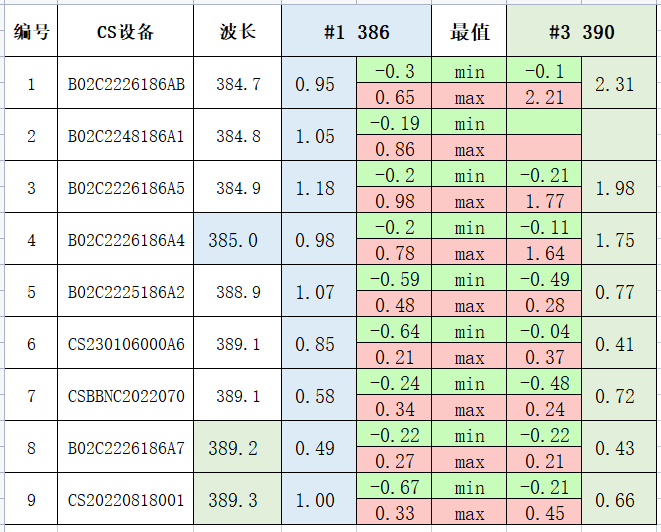 编号 CS设备 波长 #1 386 最值 #3 390
1 B02C2226186AB 384.7 0.95 -0.3 min -0.1 2.31
0.65 max 2.21
2 B02C2248186A1 384.8 1.05 -0.19 min
0.86 max
3 B02C2226186A5 384.9 1.18 -0.2 min -0.21 1.98
0.98 max 1.77
4 B02C2226186A4 385.0 0.98 -0.2 min -0.11 1.75
0.78 max 1.64
5 B02C2225186A2 388.9 1.07 -0.59 min -0.49 0.77
0.48 max 0.28
6 CS230106000A6 389.1 0.85 -0.64 min -0.04 0.41
0.21 max 0.37
7 CSBBNC2022070 389.1 0.58 -0.24 min -0.48 0.72
0.34 max 0.24
8 B02C2226186A7 389.2 0.49 -0.22 min -0.22 0.43
0.27 max 0.21
9 CS20220818001 389.3 1.00 -0.67 min -0.21 0.66
0.33 max 0.45